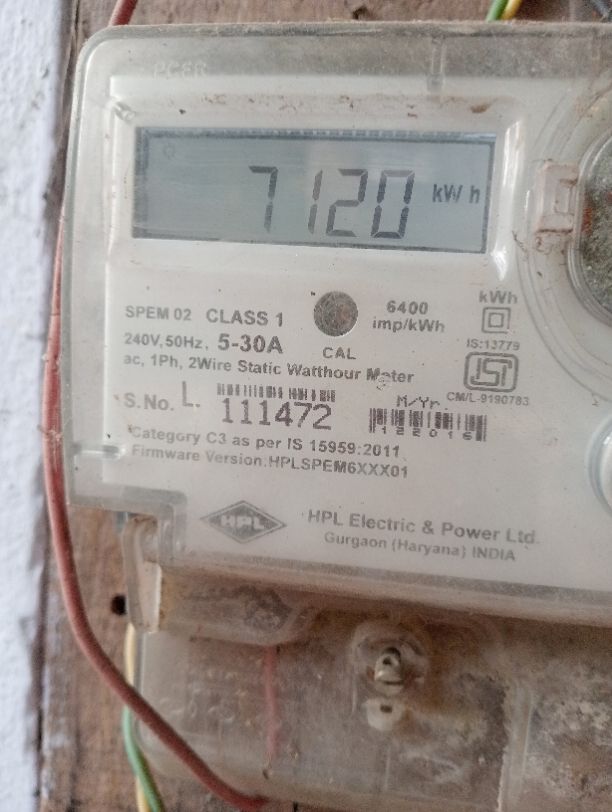 7120 kWh
SPEM 02 CLASS 1
6400
imp/kWh
kWh
240V,50Hz, 5-30A
CAL
IS:13779
ac, 1Ph, 2Wire Static Watthour Meter
ISI
CM/L-9190783
S.No. L. 111472
M/Yr.
122016
Category C3 as per IS 15959:2011
Firmware Version:HPLSPEM6XXX01
HPL
HPL Electric & Power Ltd.
Gurgaon (Haryana) INDIA